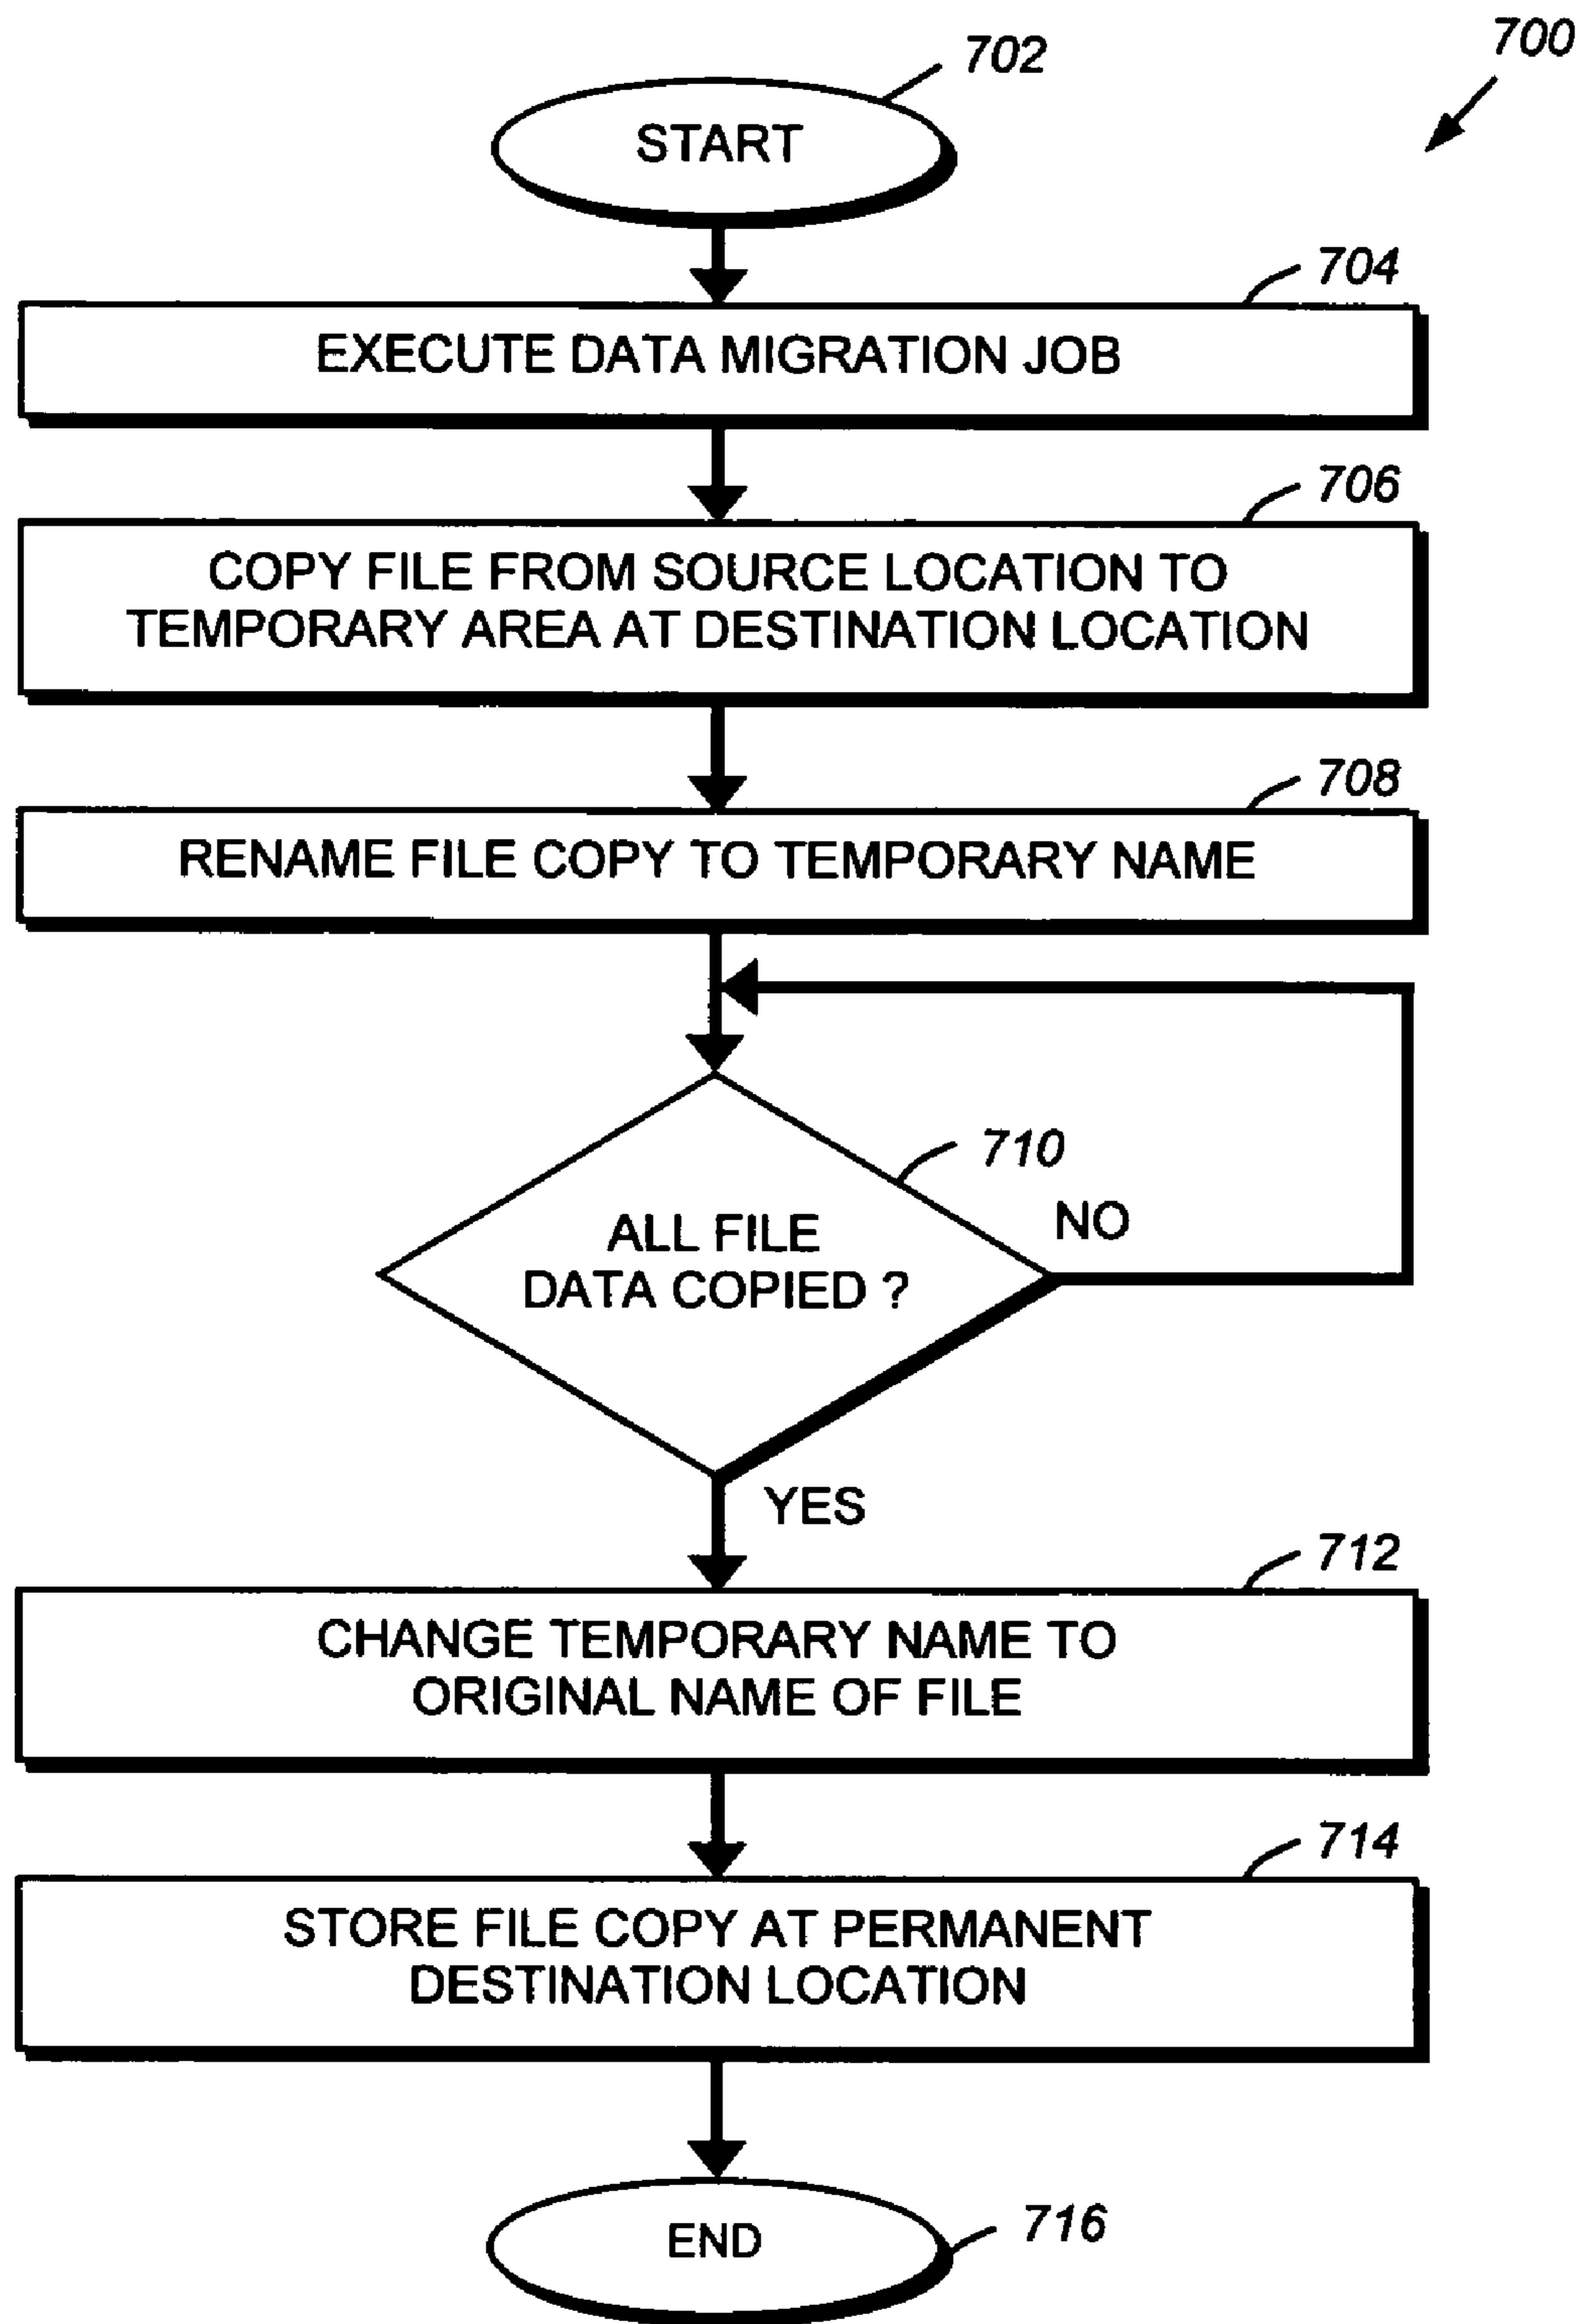 700
702
START
704
EXECUTE DATA MIGRATION JOB
706
COPY FILE FROM SOURCE LOCATION TO
TEMPORARY AREA AT DESTINATION LOCATION
708
RENAME FILE COPY TO TEMPORARY NAME
710
ALL FILE
DATA COPIED ?
NO
YES
712
CHANGE TEMPORARY NAME TO
ORIGINAL NAME OF FILE
714
STORE FILE COPY AT PERMANENT
DESTINATION LOCATION
END
716